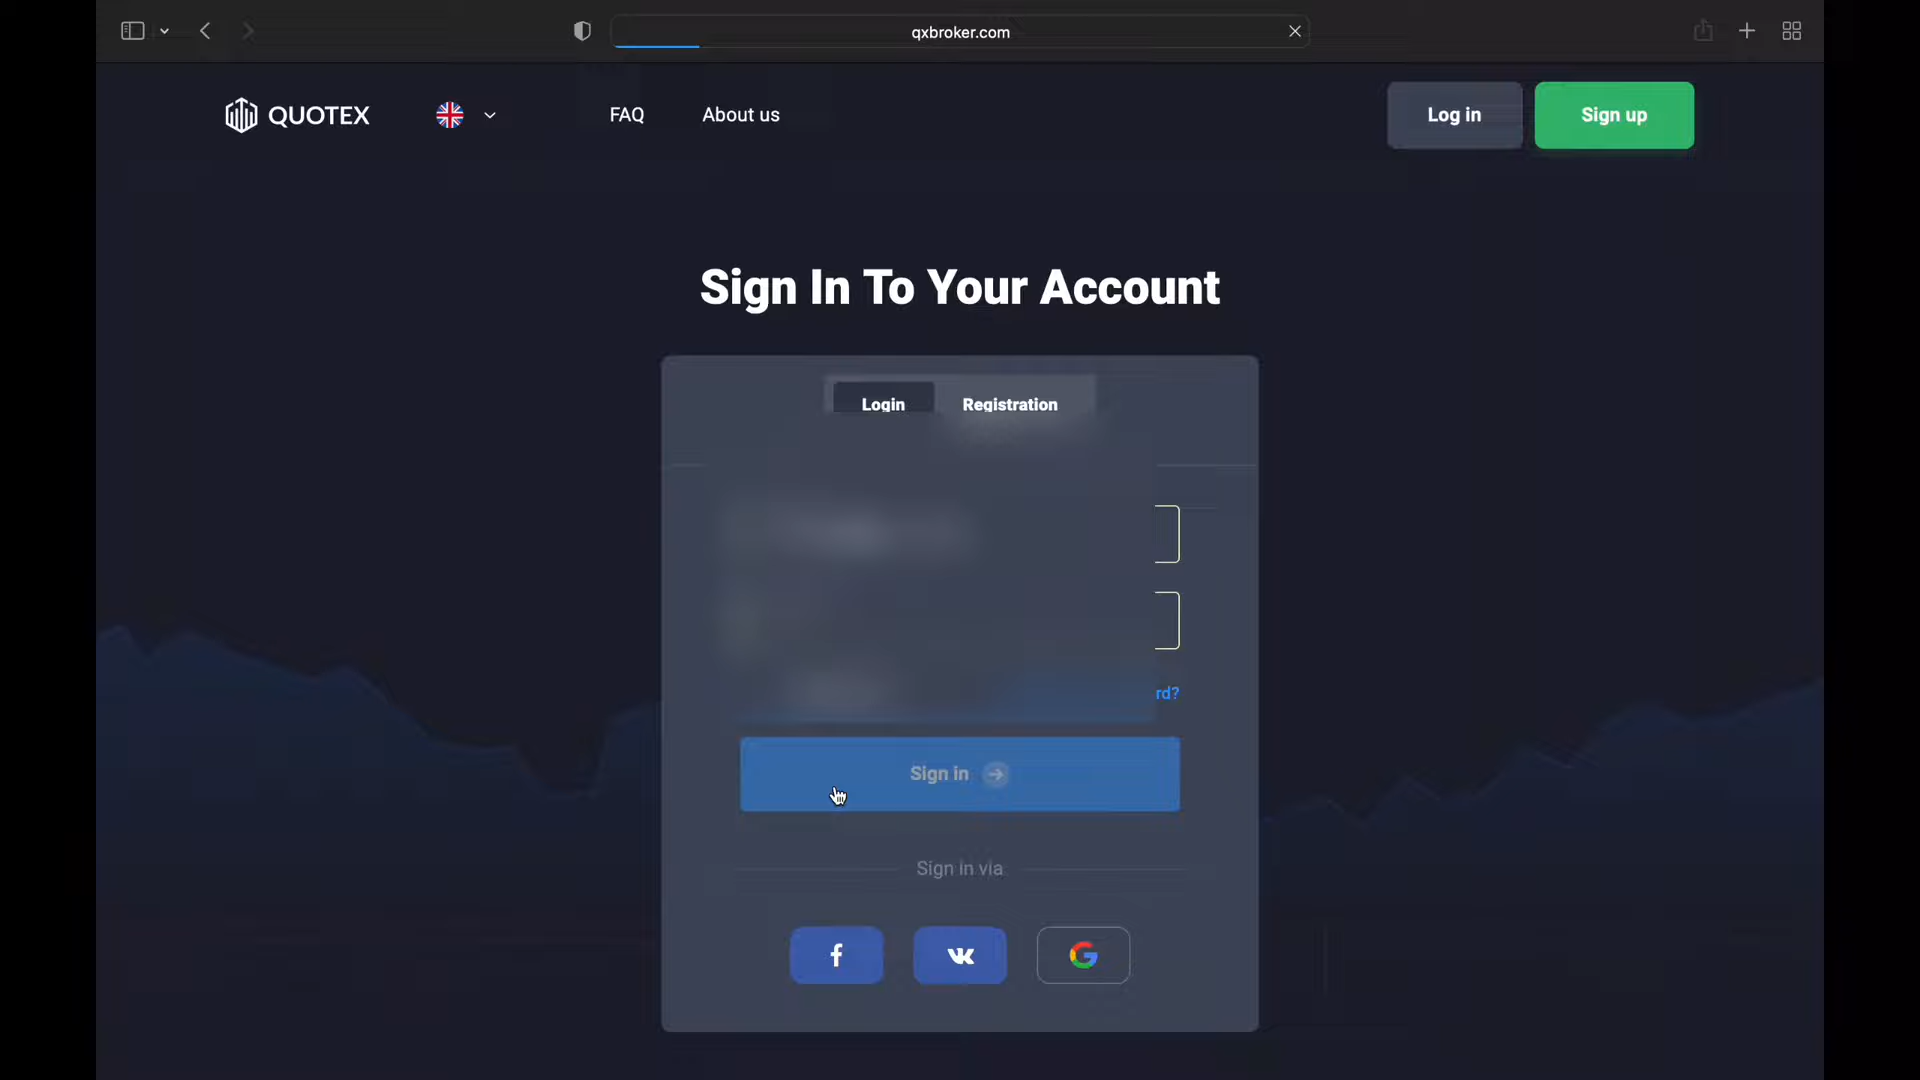 qxbroker.com
QUOTEX
FAQ
About us
Log in
Sign up
Sign In To Your Account
Login
Registration
rd?
Sign in
Sign in via